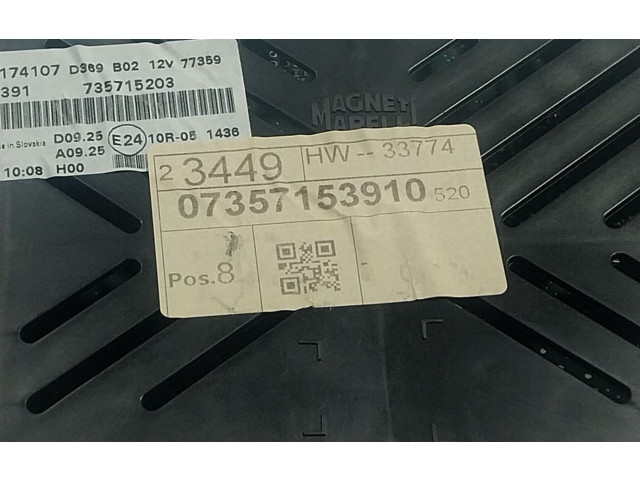 174107 D369 B02 12V 77359
391 735715203
in Slovakia D09.25 E24 10R-05 1436
A09.25
10:08 H00
MAGNETI
MARELLI
2 3449 HW -- 33774
07357153910 520
Pos. 8